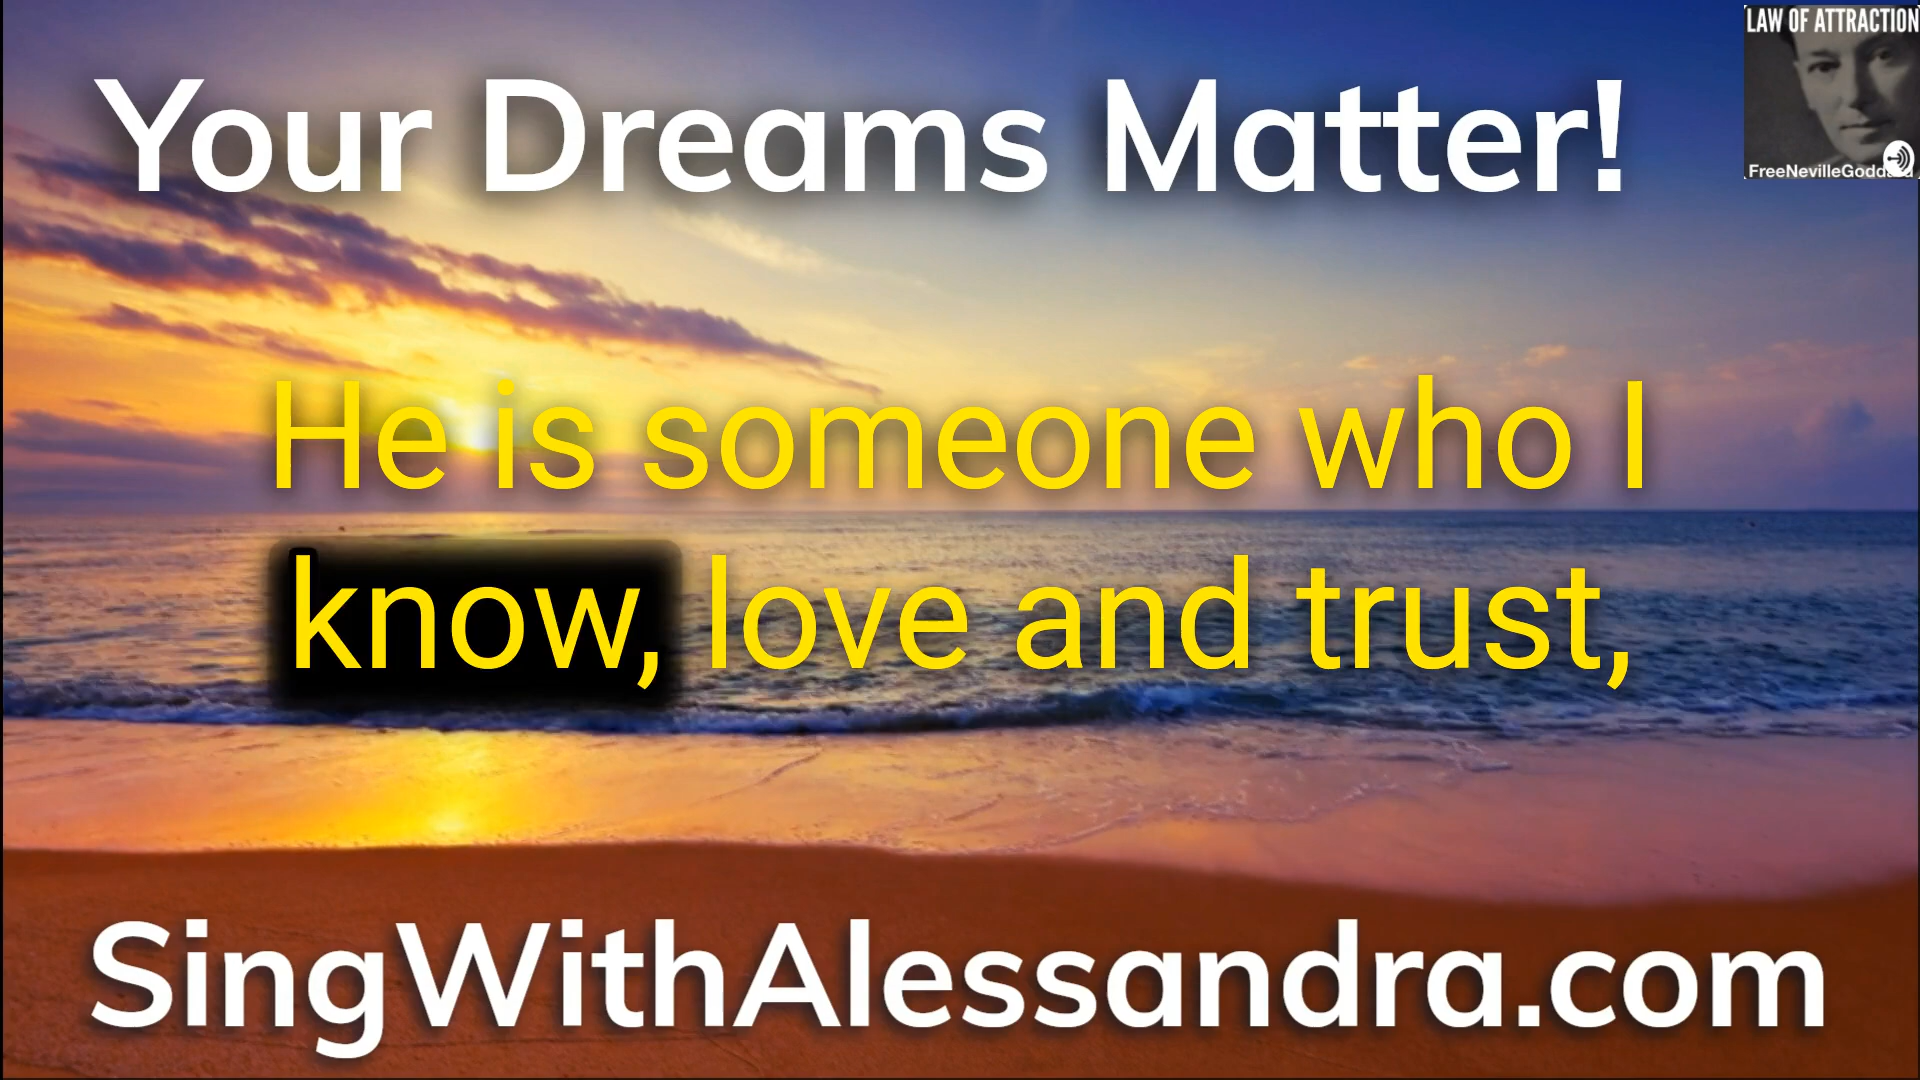 Your Dreams Matter!
LAW OF ATTRACTION
He is someone who I
know, love and trust,
SingWithAlessandra.com